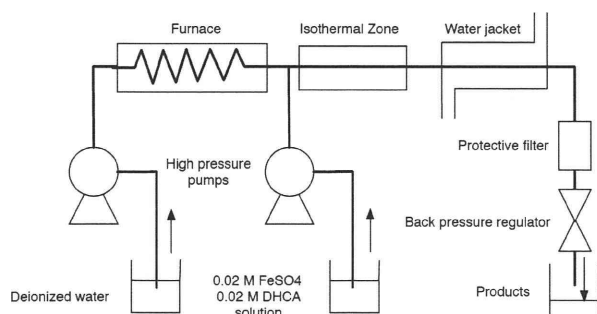 Furnace
Isothermal Zone
Water jacket
Protective filter
High pressure
pumps
Back pressure regulator
Deionized water
0.02 M FeSO4
0.02 M DHCA
solution
Products